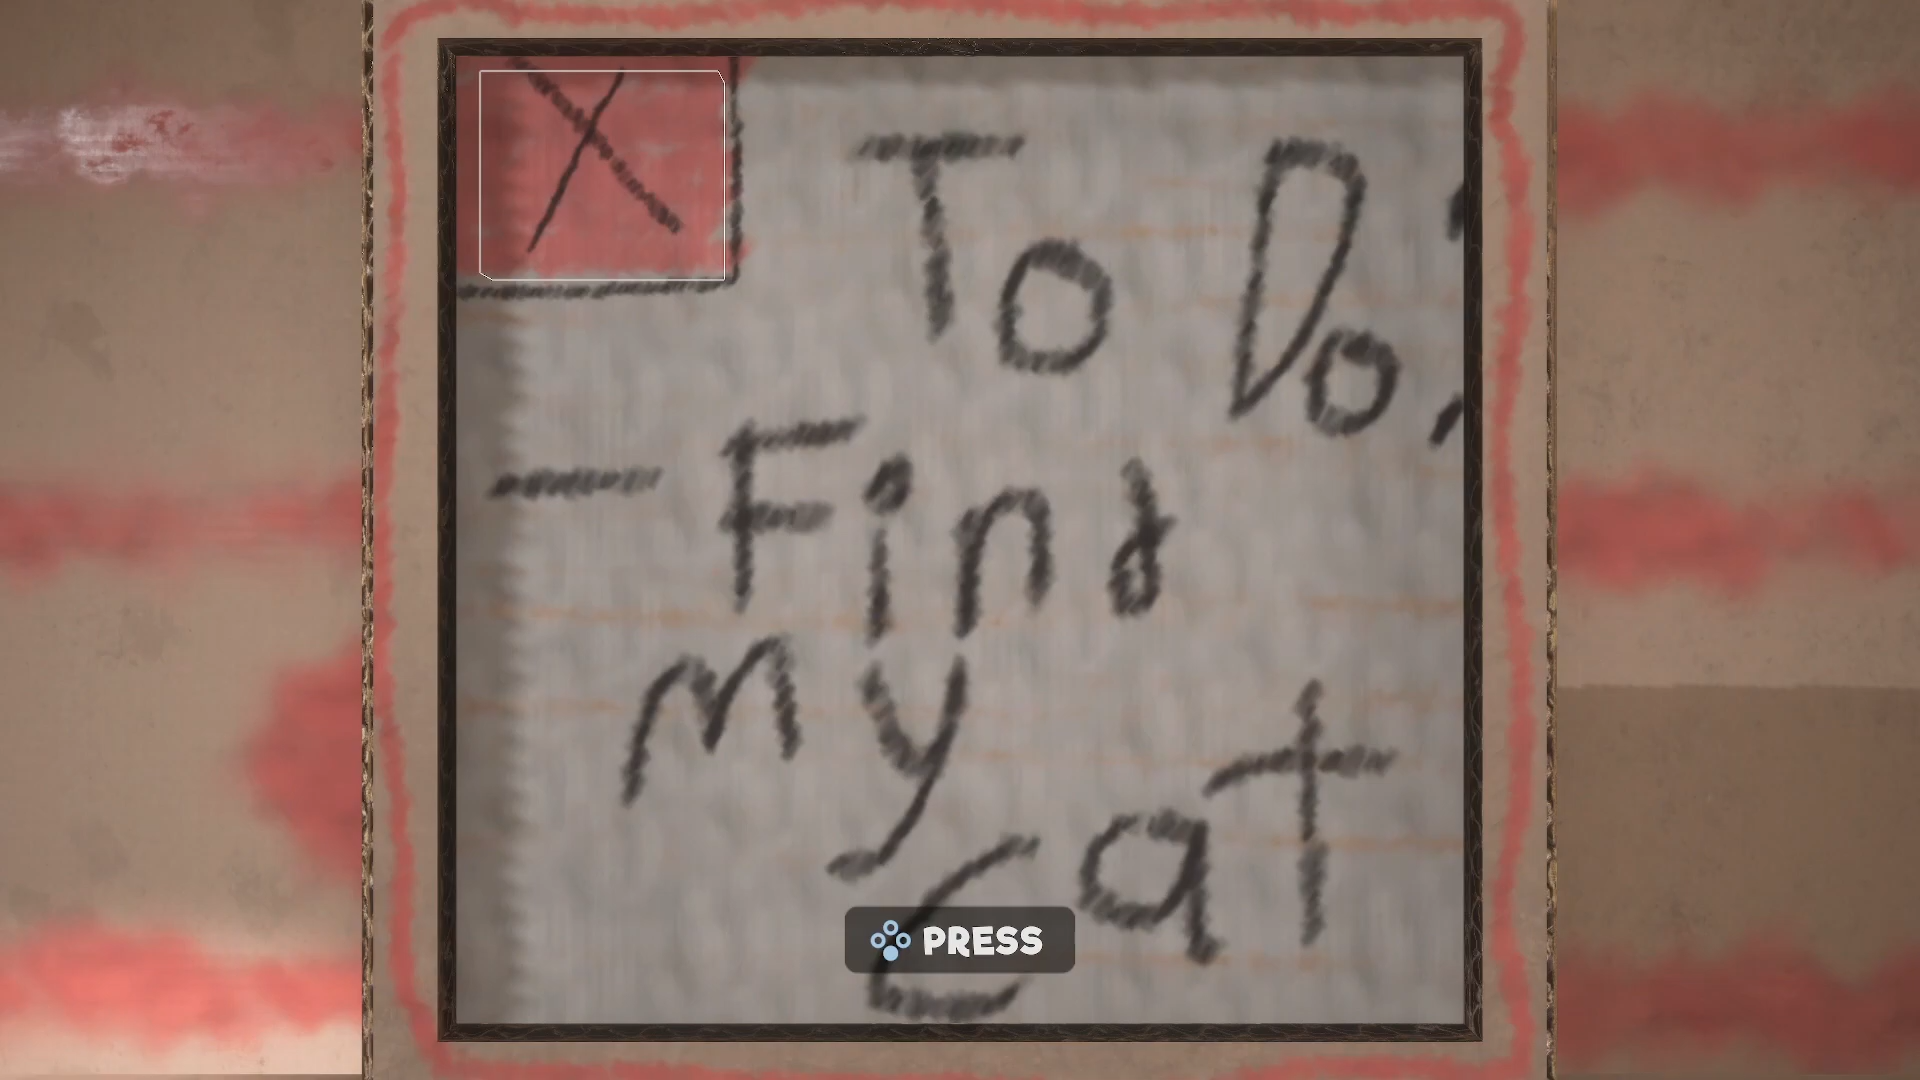 X
To Do:
- Find
my
cat
PRESS